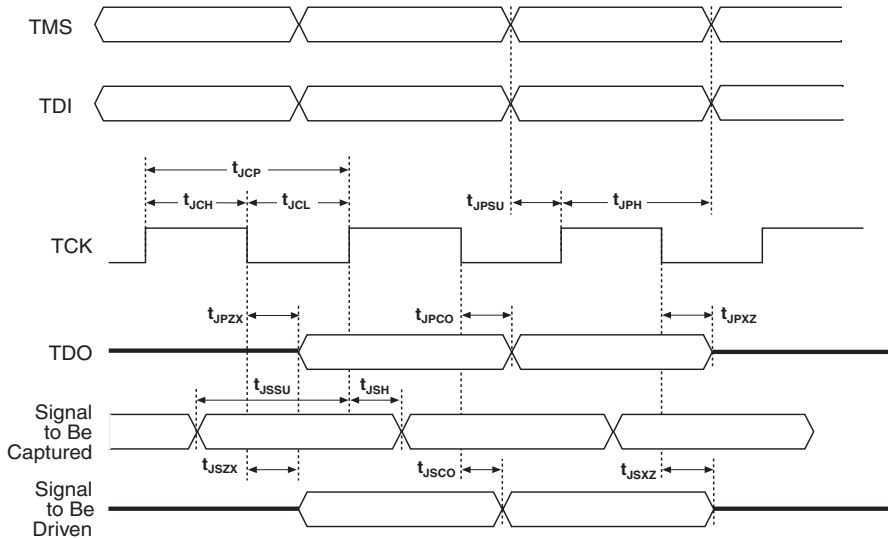 TMS
TDI
tJCP
tJCH
tJCL
tJPSU
tJPH
TCK
tJPZX
tJPCO
tJPXZ
TDO
tJSSU
tJSH
Signal
to Be
Captured
tJSZX
tJSCO
tJSXZ
Signal
to Be
Driven